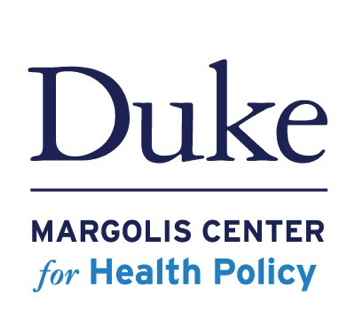 Duke
MARGOLIS CENTER
for Health Policy